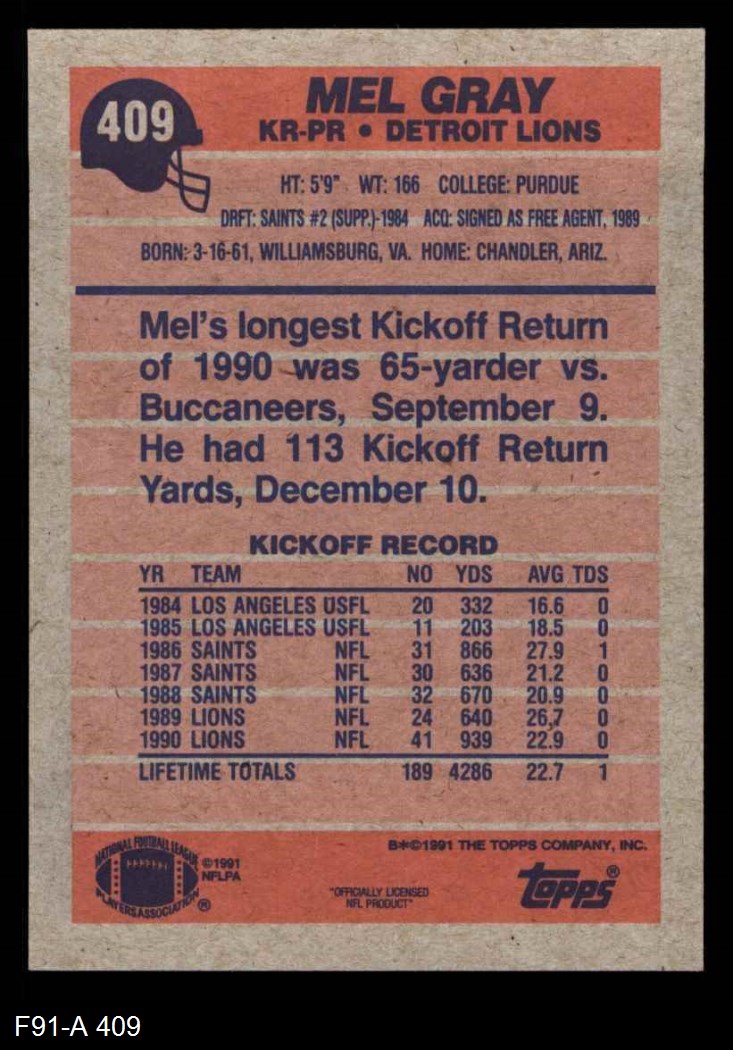 409
MEL GRAY
KR-PR • DETROIT LIONS
HT: 5'9" WT: 166 COLLEGE: PURDUE
DRFT: SAINTS #2 (SUPP.)-1984 ACQ: SIGNED AS FREE AGENT, 1989
BORN: 3-16-61, WILLIAMSBURG, VA. HOME: CHANDLER, ARIZ.
Mel's longest Kickoff Return
of 1990 was 65-yarder vs.
Buccaneers, September 9.
He had 113 Kickoff Return
Yards, December 10.
KICKOFF RECORD
YR TEAM NO YDS AVG TDS
1984 LOS ANGELES USFL 20 332 16.6 0
1985 LOS ANGELES USFL 11 203 18.5 0
1986 SAINTS NFL 31 866 27.9 1
1987 SAINTS NFL 30 636 21.2 0
1988 SAINTS NFL 32 670 20.9 0
1989 LIONS NFL 24 640 26,7 0
1990 LIONS NFL 41 939 22.9 0
LIFETIME TOTALS 189 4286 22.7 1
NATIONAL FOOTBALL LEAGUE
PLAYERS ASSOCIATION ®
©1991
NFLPA
B*©1991 THE TOPPS COMPANY, INC.
"OFFICIALLY LICENSED
NFL PRODUCT"
topps®
F91-A 409